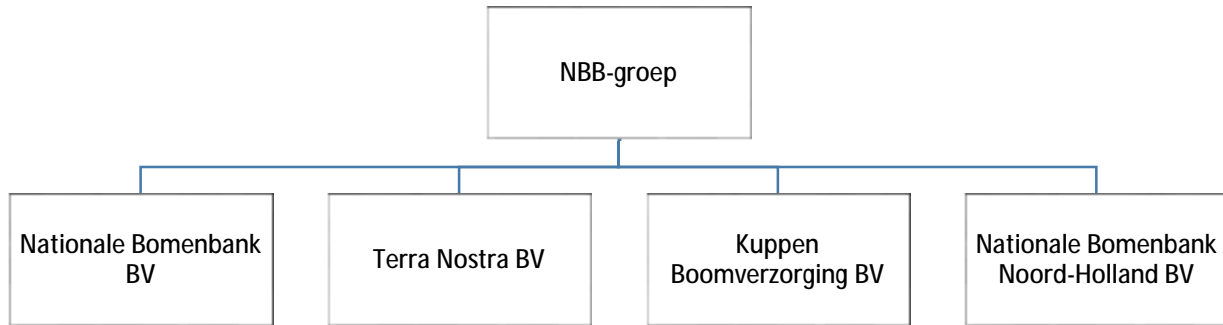 NBB-groep
Nationale Bomenbank
BV
Terra Nostra BV
Kuppen
Boomverzorging BV
Nationale Bomenbank
Noord-Holland BV